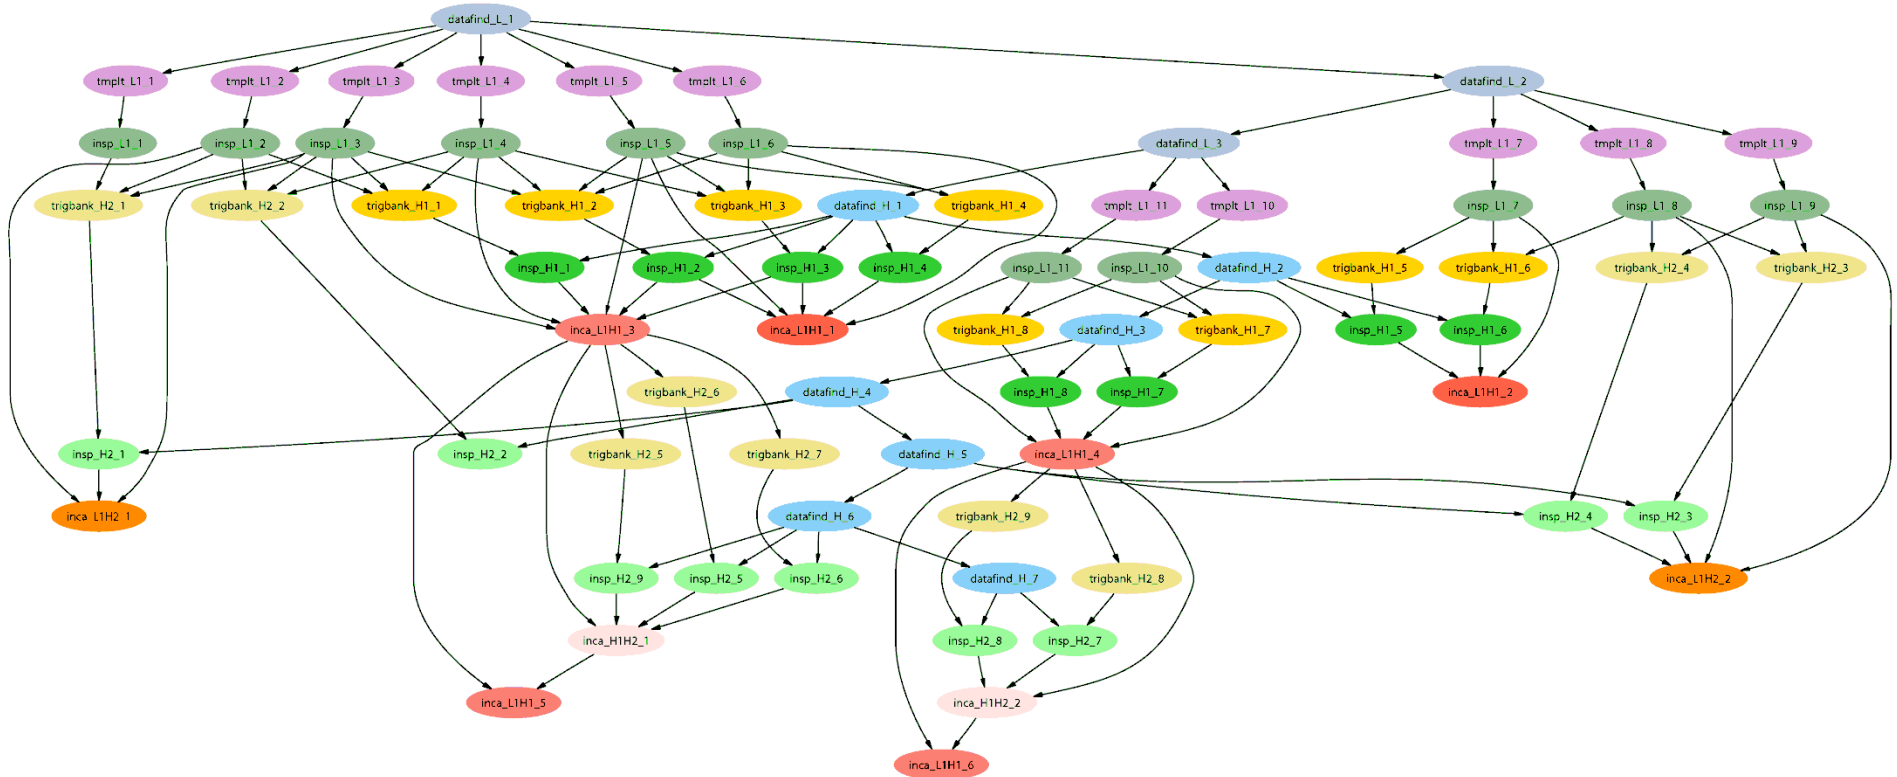 datafind_L_1
tmplt_L1_1 tmplt_L1_2 tmplt_L1_3 tmplt_L1_4 tmplt_L1_5 tmplt_L1_6 datafind_L_2
insp_L1_1 insp_L1_2 insp_L1_3 insp_L1_4 insp_L1_5 insp_L1_6 datafind_L_3 tmplt_L1_7 tmplt_L1_8 tmplt_L1_9
trigbank_H2_1 trigbank_H2_2 trigbank_H1_1 trigbank_H1_2 trigbank_H1_3 datafind_H_1 trigbank_H1_4 tmplt_L1_11 tmplt_L1_10 insp_L1_7 insp_L1_8 insp_L1_9
insp_H1_1 insp_H1_2 insp_H1_3 insp_H1_4 insp_L1_11 insp_L1_10 datafind_H_2 trigbank_H1_5 trigbank_H1_6 trigbank_H2_4 trigbank_H2_3
inca_L1H1_3 inca_L1H1_1 trigbank_H1_8 datafind_H_3 trigbank_H1_7 insp_H1_5 insp_H1_6
trigbank_H2_6 datafind_H_4 insp_H1_8 insp_H1_7 inca_L1H1_2
insp_H2_1 insp_H2_2 trigbank_H2_5 trigbank_H2_7 datafind_H_5 inca_L1H1_4
inca_L1H2_1 datafind_H_6 trigbank_H2_9 insp_H2_4 insp_H2_3
insp_H2_9 insp_H2_5 insp_H2_6 datafind_H_7 trigbank_H2_8 inca_L1H2_2
inca_H1H2_1 insp_H2_8 insp_H2_7
inca_L1H1_5 inca_H1H2_2
inca_L1H1_6